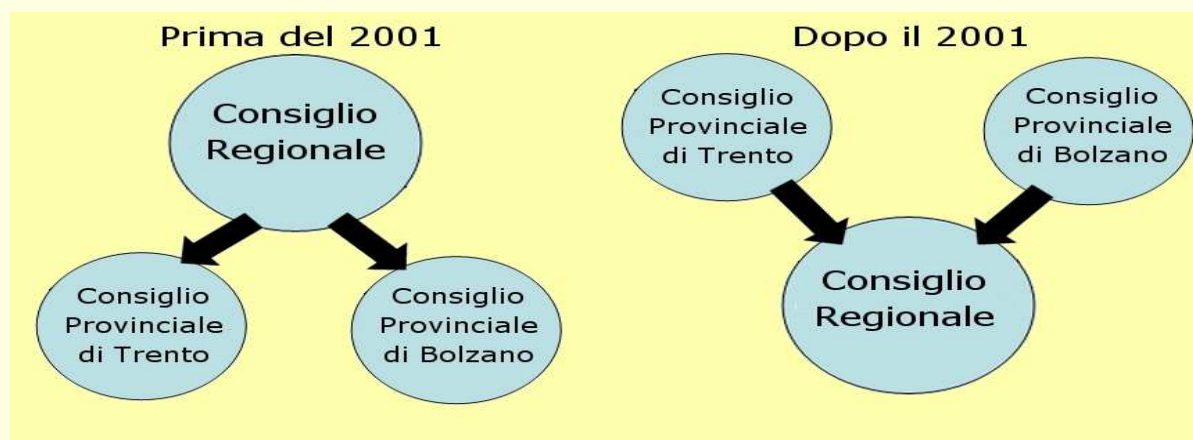 Prima del 2001
Consiglio
Regionale
Consiglio
Provinciale
di Trento
Consiglio
Provinciale
di Bolzano
Dopo il 2001
Consiglio
Provinciale
di Trento
Consiglio
Provinciale
di Bolzano
Consiglio
Regionale